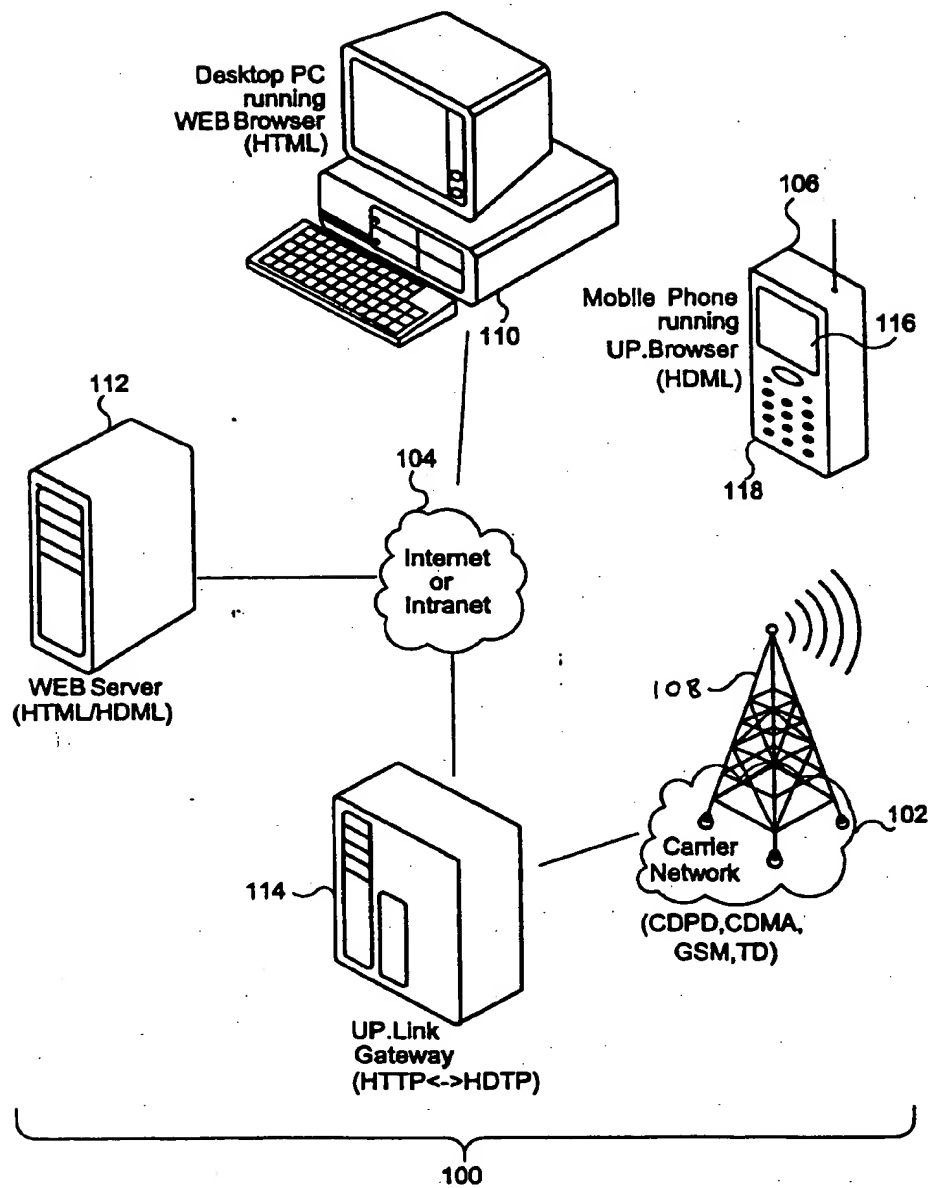 Desktop PC
running
WEB Browser
(HTML)
110
106
Mobile Phone
running
UP.Browser
(HDML)
116
118
112
WEB Server
(HTML/HDML)
104
Internet
or
Intranet
108
102
Carrier
Network
(CDPD,CDMA,
GSM,TD)
114
UP.Link
Gateway
(HTTP<->HDTP)
100